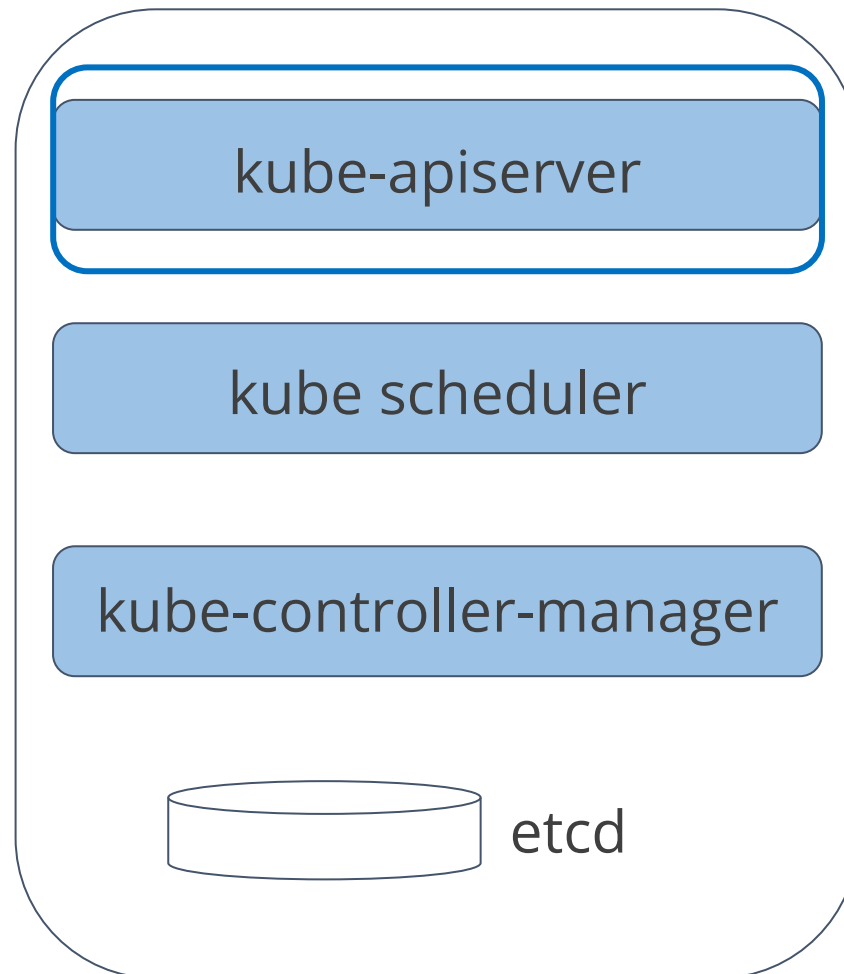 kube-apiserver
kube scheduler
kube-controller-manager
etcd